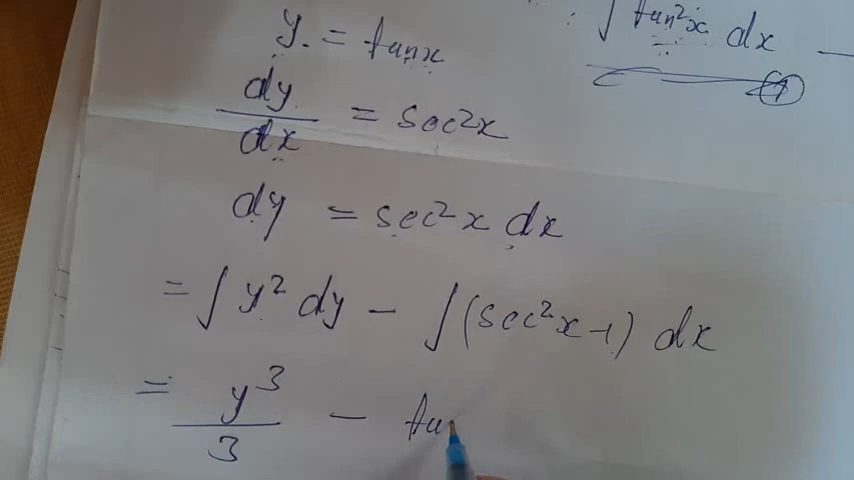 y = tanx
∫ tan²x dx —
dy/dx = sec²x
dy = sec²x dx
= ∫ y² dy – ∫ (sec²x-1) dx
= y³/3 – ta